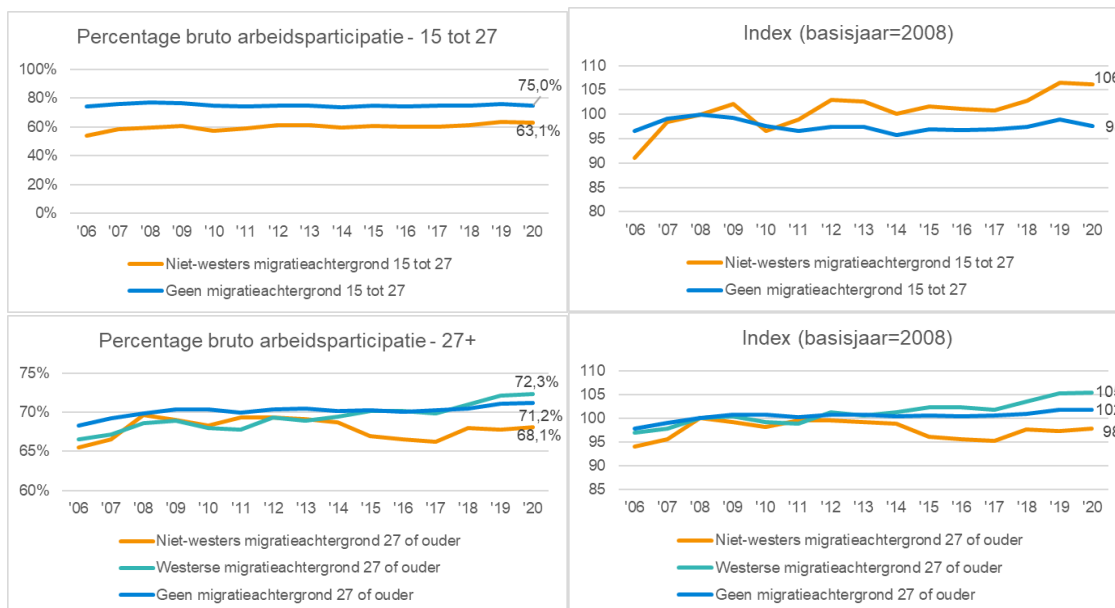 Percentage bruto arbeidsparticipatie - 15 tot 27
100%
80%
60%
40%
20%
0%
75,0%
63,1%
'06 '07 '08 '09 '10 '11 '12 '13 '14 '15 '16 '17 '18 '19 '20
Niet-westers migratieachtergrond 15 tot 27
Geen migratieachtergrond 15 tot 27
Index (basisjaar=2008)
110
105
100
95
90
85
80
106
9
'06 '07 '08 '09 '10 '11 '12 '13 '14 '15 '16 '17 '18 '19 '20
Niet-westers migratieachtergrond 15 tot 27
Geen migratieachtergrond 15 tot 27
Percentage bruto arbeidsparticipatie - 27+
75%
70%
65%
60%
72,3%
71,2%
68,1%
'06 '07 '08 '09 '10 '11 '12 '13 '14 '15 '16 '17 '18 '19 '20
Niet-westers migratieachtergrond 27 of ouder
Westerse migratieachtergrond 27 of ouder
Geen migratieachtergrond 27 of ouder
Index (basisjaar=2008)
110
105
100
95
90
85
105
102
98
'06 '07 '08 '09 '10 '11 '12 '13 '14 '15 '16 '17 '18 '19 '20
Niet-westers migratieachtergrond 27 of ouder
Westerse migratieachtergrond 27 of ouder
Geen migratieachtergrond 27 of ouder